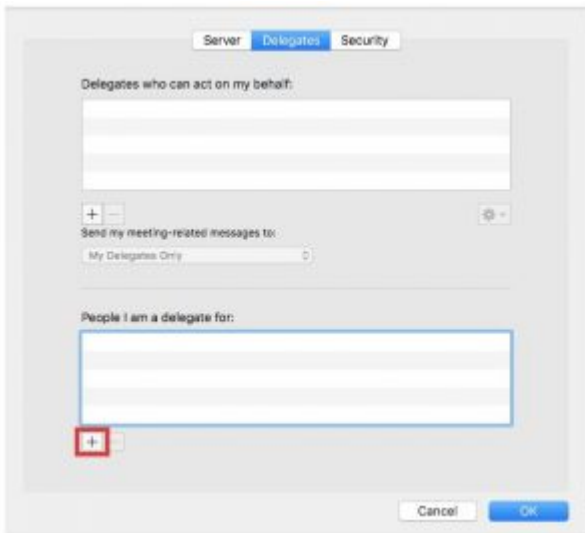 Server Delegates Security
Delegates who can act on my behalf:
+ −
Send my meeting-related messages to:
My Delegates Only
People I am a delegate for:
+ −
Cancel OK